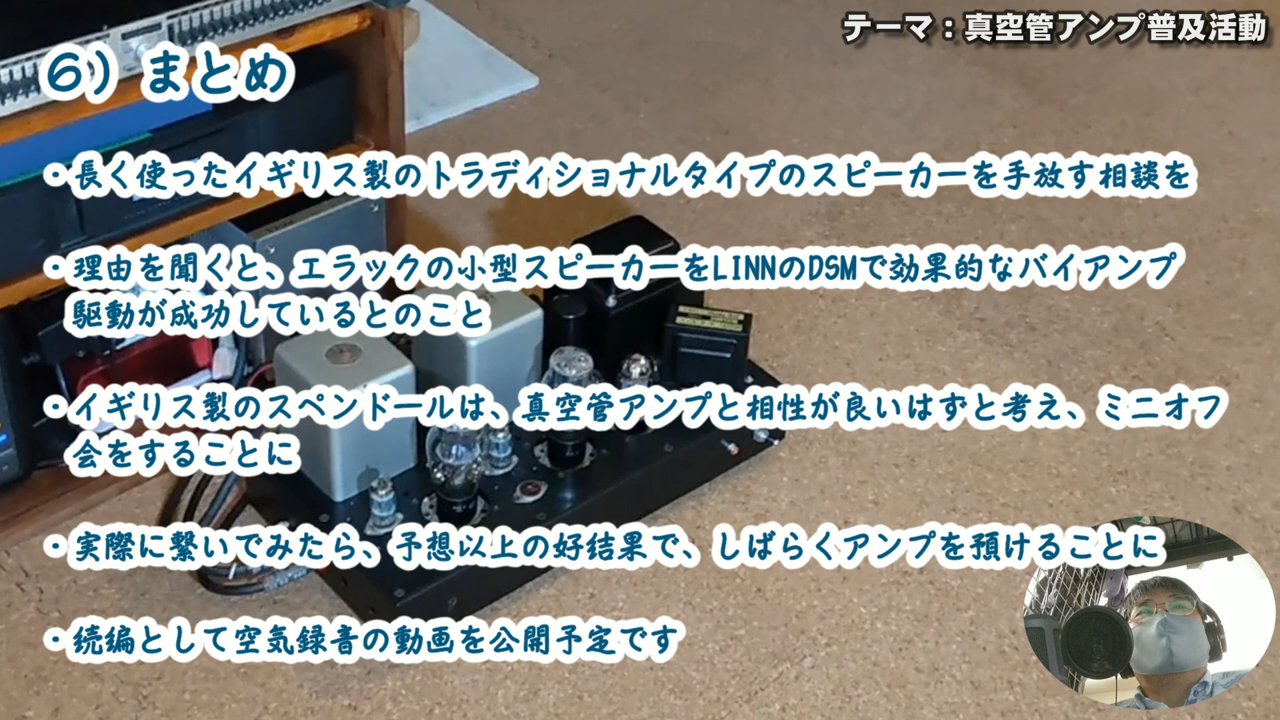 テーマ：真空管アンプ普及活動
６）まとめ
・長く使ったイギリス製のトラディショナルタイプのスピーカーを手放す相談を
・理由を聞くと、エラックの小型スピーカーをLINNのDSMで効果的なバイアンプ
駆動が成功しているとのこと
・イギリス製のスペンドールは、真空管アンプと相性が良いはずと考え、ミニオフ
会をすることに
・実際に繋いでみたら、予想以上の好結果で、しばらくアンプを預けることに
・続編として空気録音の動画を公開予定です